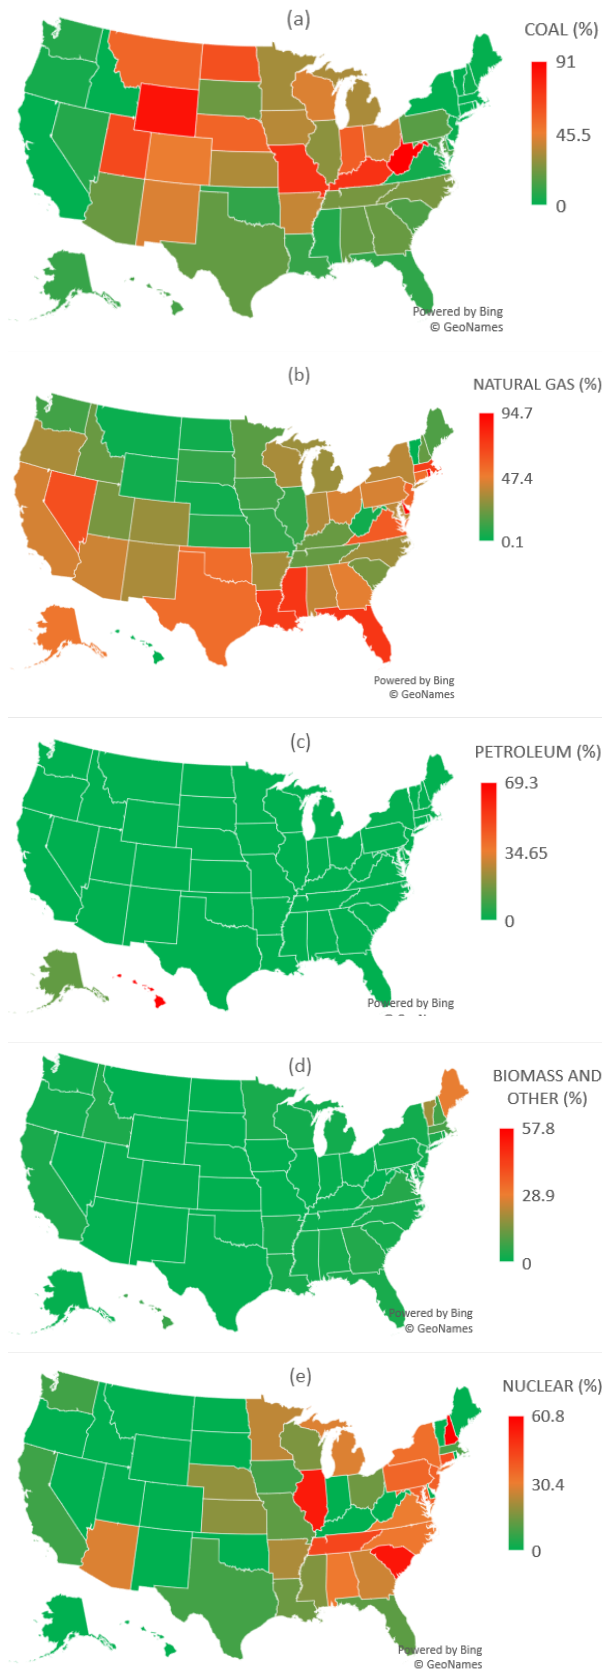 (a)
COAL (%)
91
45.5
0
Powered by Bing
© GeoNames
(b)
NATURAL GAS (%)
94.7
47.4
0.1
Powered by Bing
© GeoNames
(c)
PETROLEUM (%)
69.3
34.65
0
Powered by Bing
© GeoNames
(d)
BIOMASS AND
OTHER (%)
57.8
28.9
0
Powered by Bing
© GeoNames
(e)
NUCLEAR (%)
60.8
30.4
0
Powered by Bing
© GeoNames